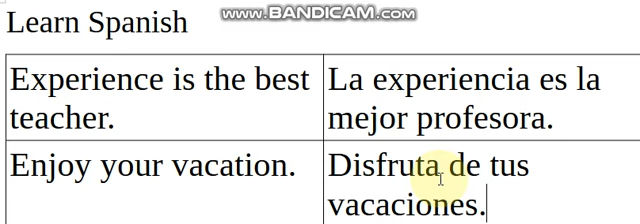 www.BANDICAM.com
Learn Spanish
Experience is the best
teacher.
La experiencia es la
mejor profesora.
Enjoy your vacation.
Disfruta de tus
vacaciones.